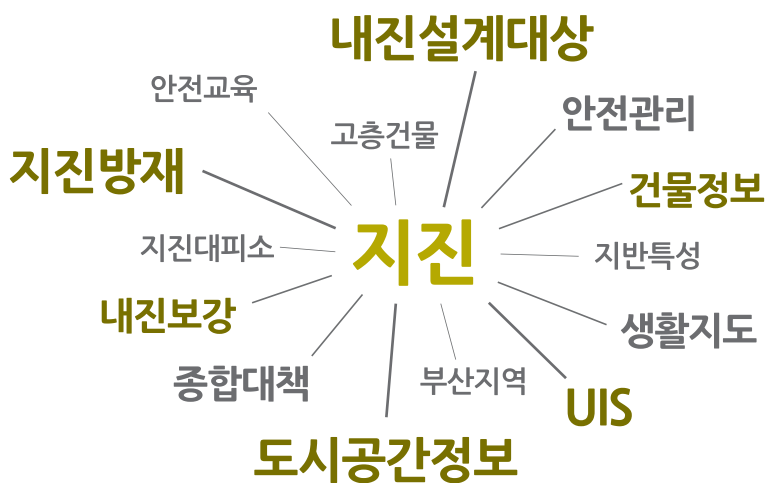 내진설계대상
안전교육
안전관리
고층건물
지진방재
건물정보
지진대피소
지진
지반특성
내진보강
생활지도
종합대책
부산지역
UIS
도시공간정보